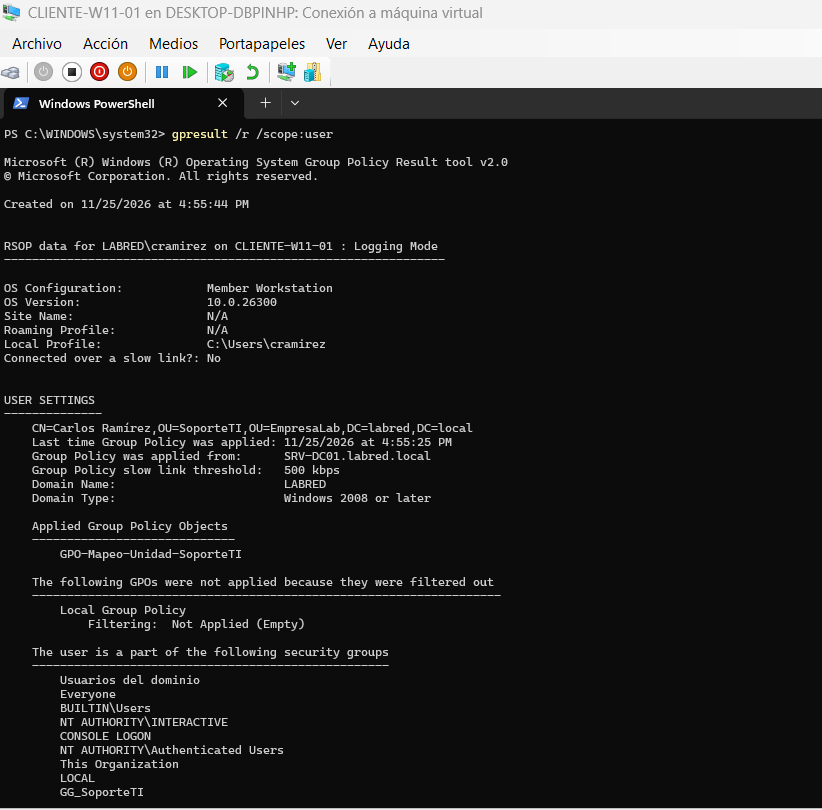 CLIENTE-W11-01 en DESKTOP-DBPINHP: Conexión a máquina virtual
Archivo Acción Medios Portapapeles Ver Ayuda
Windows PowerShell
PS C:\WINDOWS\system32> gpresult /r /scope:user
Microsoft (R) Windows (R) Operating System Group Policy Result tool v2.0
© Microsoft Corporation. All rights reserved.
Created on 11/25/2026 at 4:55:44 PM
RSOP data for LABRED\cramirez on CLIENTE-W11-01 : Logging Mode
---------------------------------------------------------------
OS Configuration: Member Workstation
OS Version: 10.0.26300
Site Name: N/A
Roaming Profile: N/A
Local Profile: C:\Users\cramirez
Connected over a slow link?: No
USER SETTINGS
--------------
CN=Carlos Ramírez,OU=SoporteTI,OU=EmpresaLab,DC=labred,DC=local
Last time Group Policy was applied: 11/25/2026 at 4:55:25 PM
Group Policy was applied from: SRV-DC01.labred.local
Group Policy slow link threshold: 500 kbps
Domain Name: LABRED
Domain Type: Windows 2008 or later
Applied Group Policy Objects
-----------------------------
GPO-Mapeo-Unidad-SoporteTI
The following GPOs were not applied because they were filtered out
-------------------------------------------------------------------
Local Group Policy
Filtering: Not Applied (Empty)
The user is a part of the following security groups
---------------------------------------------------
Usuarios del dominio
Everyone
BUILTIN\Users
NT AUTHORITY\INTERACTIVE
CONSOLE LOGON
NT AUTHORITY\Authenticated Users
This Organization
LOCAL
GG_SoporteTI